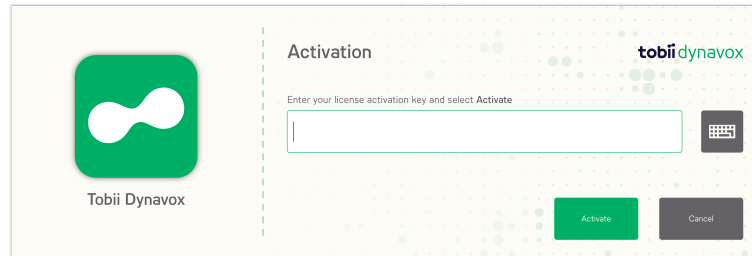 Activation
tobii dynavox
Enter your license activation key and select Activate
Tobii Dynavox
Activate
Cancel